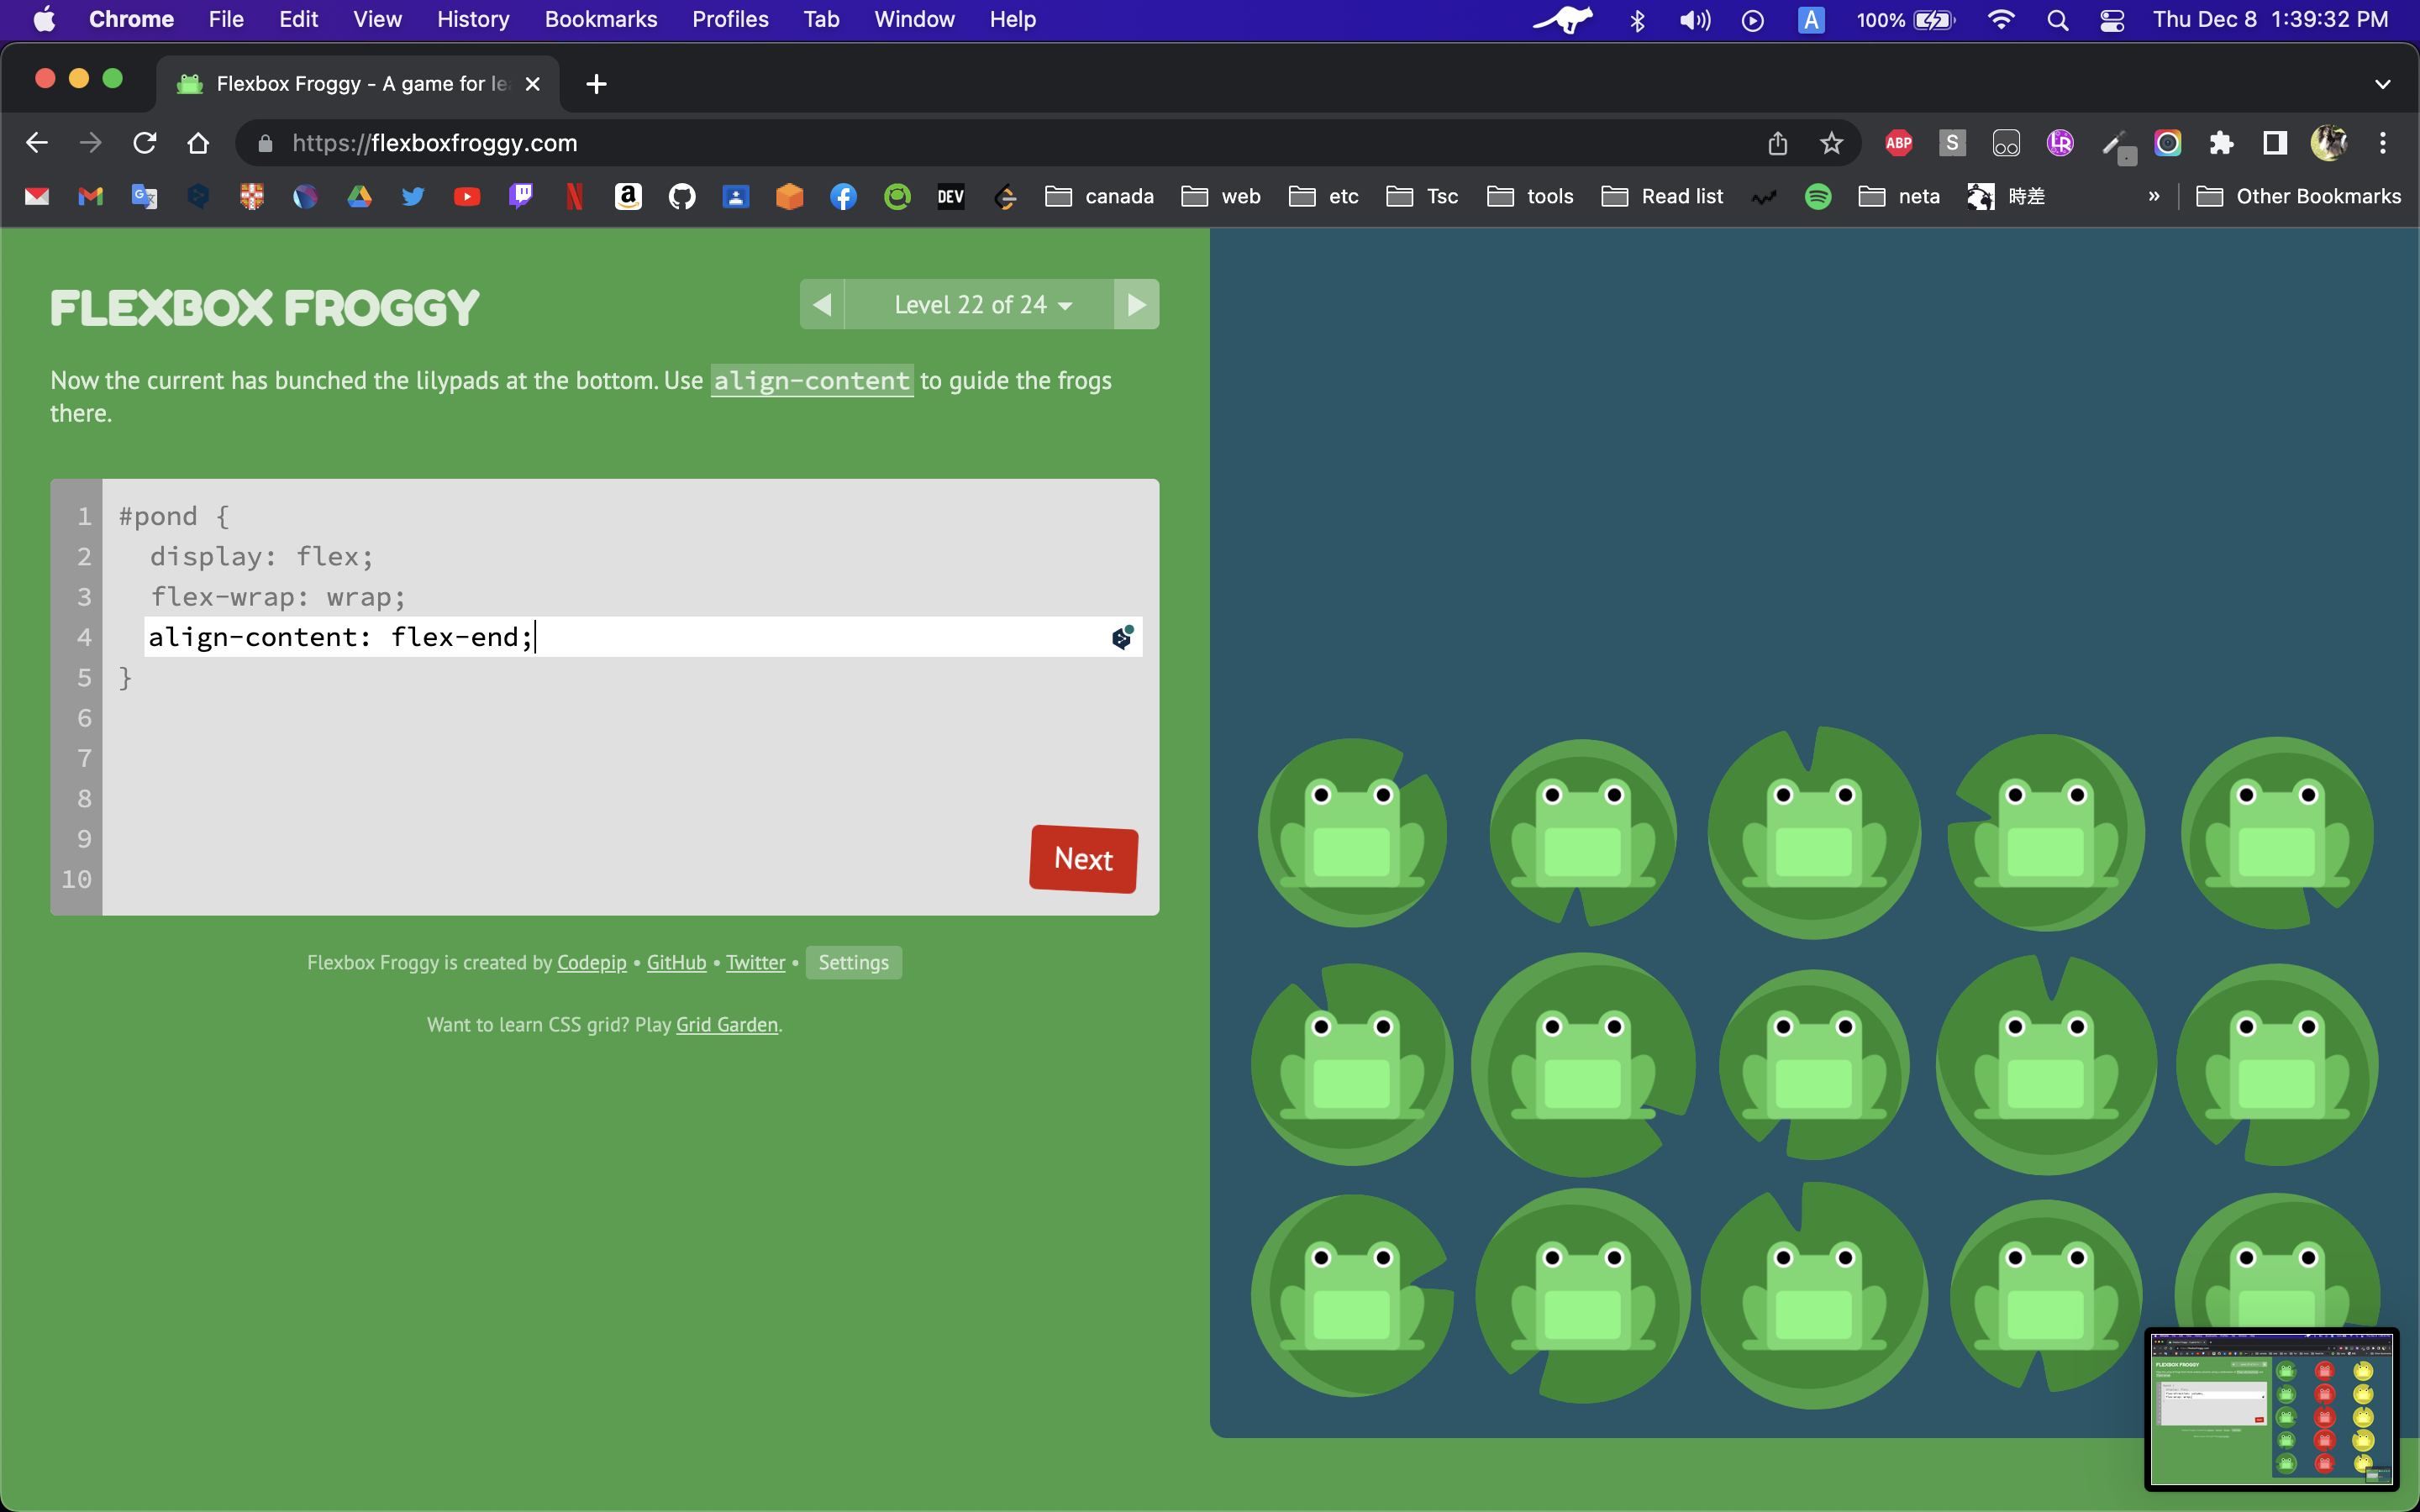 Chrome File Edit View History Bookmarks Profiles Tab Window Help A 100% Thu Dec 8 1:39:32 PM
Flexbox Froggy - A game for le
https://flexboxfroggy.com ABP S LR
DEV canada web etc Tsc tools Read list neta 時差 » Other Bookmarks
FLEXBOX FROGGY
Level 22 of 24
Now the current has bunched the lilypads at the bottom. Use align-content to guide the frogs
there.
1 #pond {
2 display: flex;
3 flex-wrap: wrap;
4 align-content: flex-end;
5 }
6
7
8
9
10
Next
Flexbox Froggy is created by Codepip • GitHub • Twitter • Settings
Want to learn CSS grid? Play Grid Garden.
FLEXBOX FROGGY